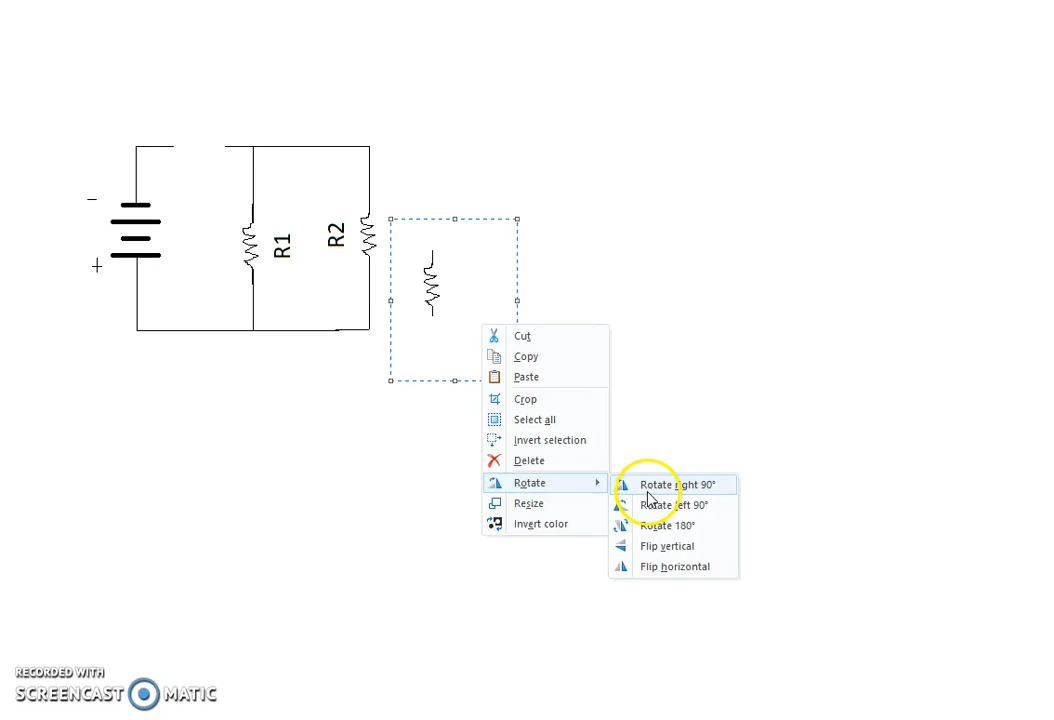 −
+
R1
R2
Cut
Copy
Paste
Crop
Select all
Invert selection
Delete
Rotate
Resize
Invert color
Rotate right 90°
Rotate left 90°
Rotate 180°
Flip vertical
Flip horizontal
RECORDED WITH
SCREENCAST MATIC